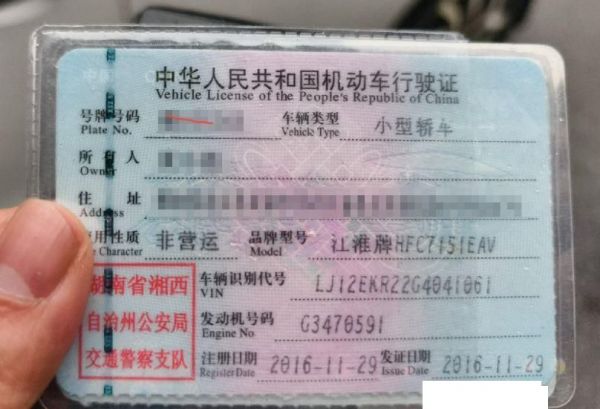 中华人民共和国机动车行驶证
Vehicle License of the People's Republic of China
号牌号码 车辆类型 小型轿车
Plate No. Vehicle Type
所有人
Owner
住址
Address
用性质 非营运 品牌型号 江淮牌HFC7151EAV
Character Model
湖南省湘西 车辆识别代号 LJ12EKR22G4041061
VIN
自治州公安局 发动机号码 G3470591
Engine No.
交通警察支队 注册日期 2016-11-29 发证日期 2016-11-29
Register Date Issue Date